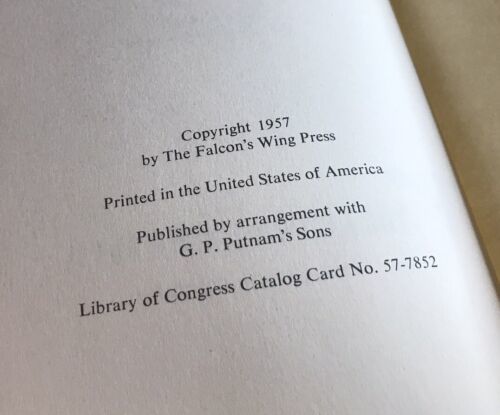 Copyright 1957
by The Falcon's Wing Press
Printed in the United States of America
Published by arrangement with
G. P. Putnam's Sons
Library of Congress Catalog Card No. 57-7852